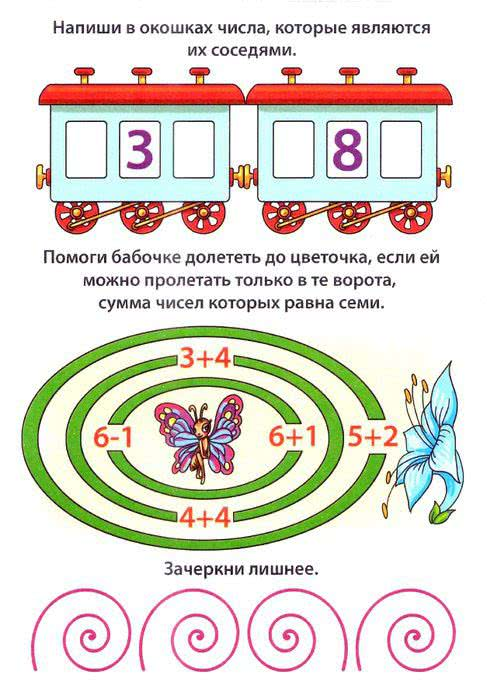 Напиши в окошках числа, которые являются
их соседями.
3 8
Помоги бабочке долететь до цветочка, если ей
можно пролетать только в те ворота,
сумма чисел которых равна семи.
3+4
6-1 6+1 5+2
4+4
Зачеркни лишнее.